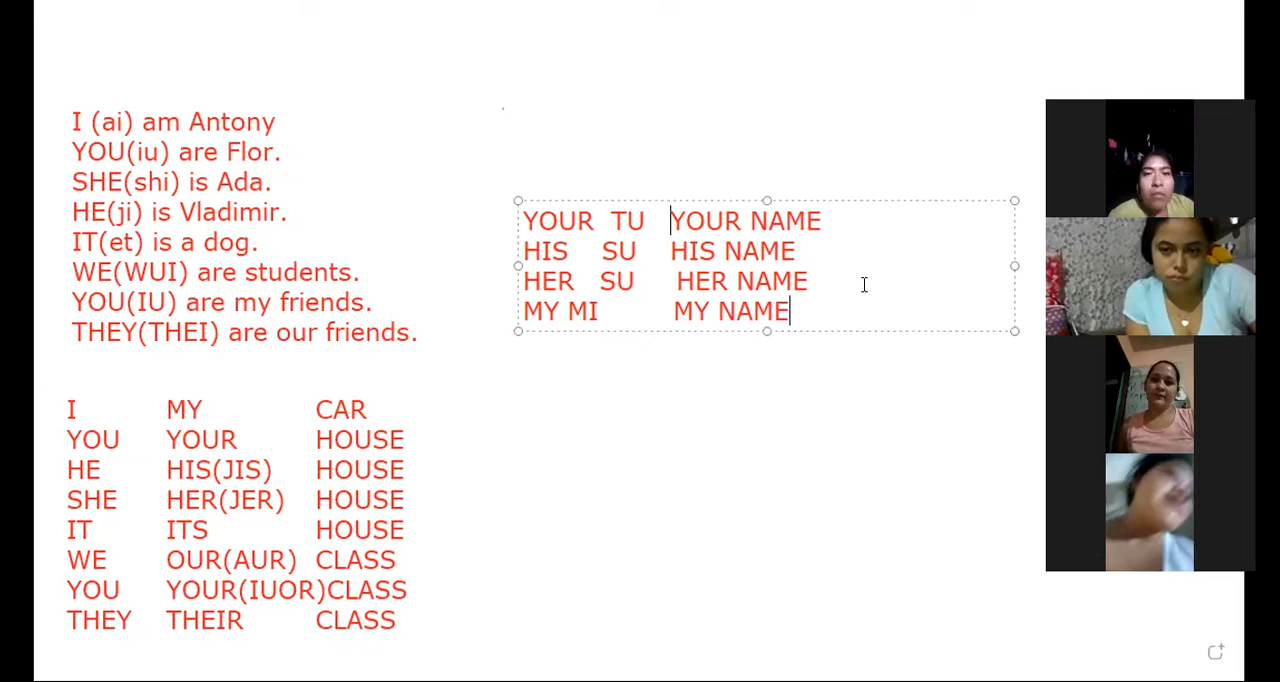 I (ai) am Antony
YOU(iu) are Flor.
SHE(shi) is Ada.
HE(ji) is Vladimir.
IT(et) is a dog.
WE(WUI) are students.
YOU(IU) are my friends.
THEY(THEI) are our friends.
I MY CAR
YOU YOUR HOUSE
HE HIS(JIS) HOUSE
SHE HER(JER) HOUSE
IT ITS HOUSE
WE OUR(AUR) CLASS
YOU YOUR(IUOR)CLASS
THEY THEIR CLASS
YOUR TU YOUR NAME
HIS SU HIS NAME
HER SU HER NAME
MY MI MY NAME